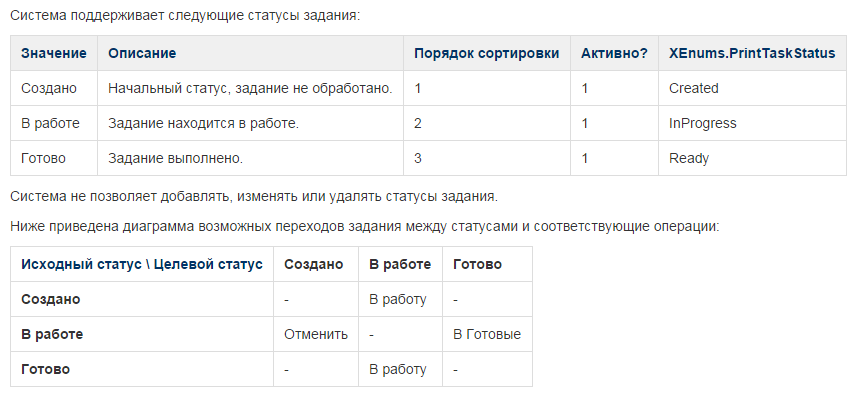 Система поддерживает следующие статусы задания:
Значение Описание Порядок сортировки Активно? XEnums.PrintTaskStatus
Создано Начальный статус, задание не обработано. 1 1 Created
В работе Задание находится в работе. 2 1 InProgress
Готово Задание выполнено. 3 1 Ready
Система не позволяет добавлять, изменять или удалять статусы задания.
Ниже приведена диаграмма возможных переходов задания между статусами и соответствующие операции:
Исходный статус \ Целевой статус Создано В работе Готово
Создано - В работу -
В работе Отменить - В Готовые
Готово - В работу -